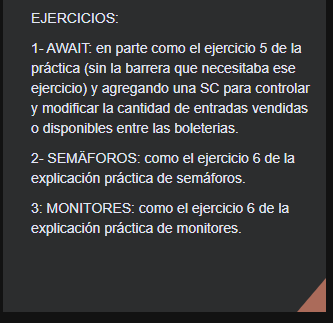 EJERCICIOS:
1- AWAIT: en parte como el ejercicio 5 de la
práctica (sin la barrera que necesitaba ese
ejercicio) y agregando una SC para controlar
y modificar la cantidad de entradas vendidas
o disponibles entre las boleterias.
2- SEMÄFOROS: como el ejercicio 6 de la
explicación práctica de semáforos.
3: MONITORES: como el ejercicio 6 de la
explicación práctica de monitores.